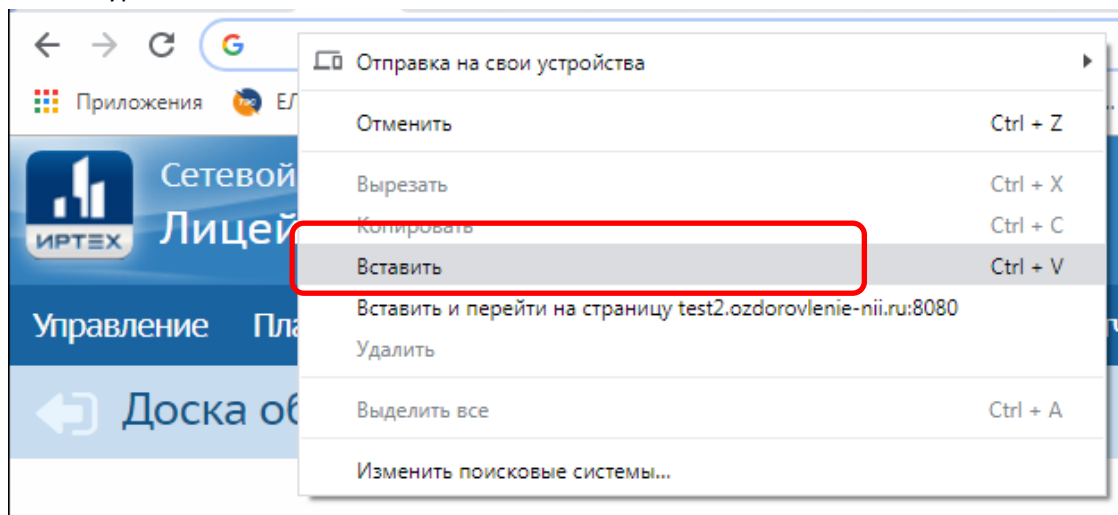 Отправка на свои устройства
Приложения ЕЛ
Отменить Ctrl + Z
Сетевой
Лицей
ИРТЕХ
Вырезать Ctrl + X
Копировать Ctrl + C
Вставить Ctrl + V
Вставить и перейти на страницу test2.ozdorovlenie-nii.ru:8080
Управление Пла
Удалить
Доска об
Выделить все Ctrl + A
Изменить поисковые системы...